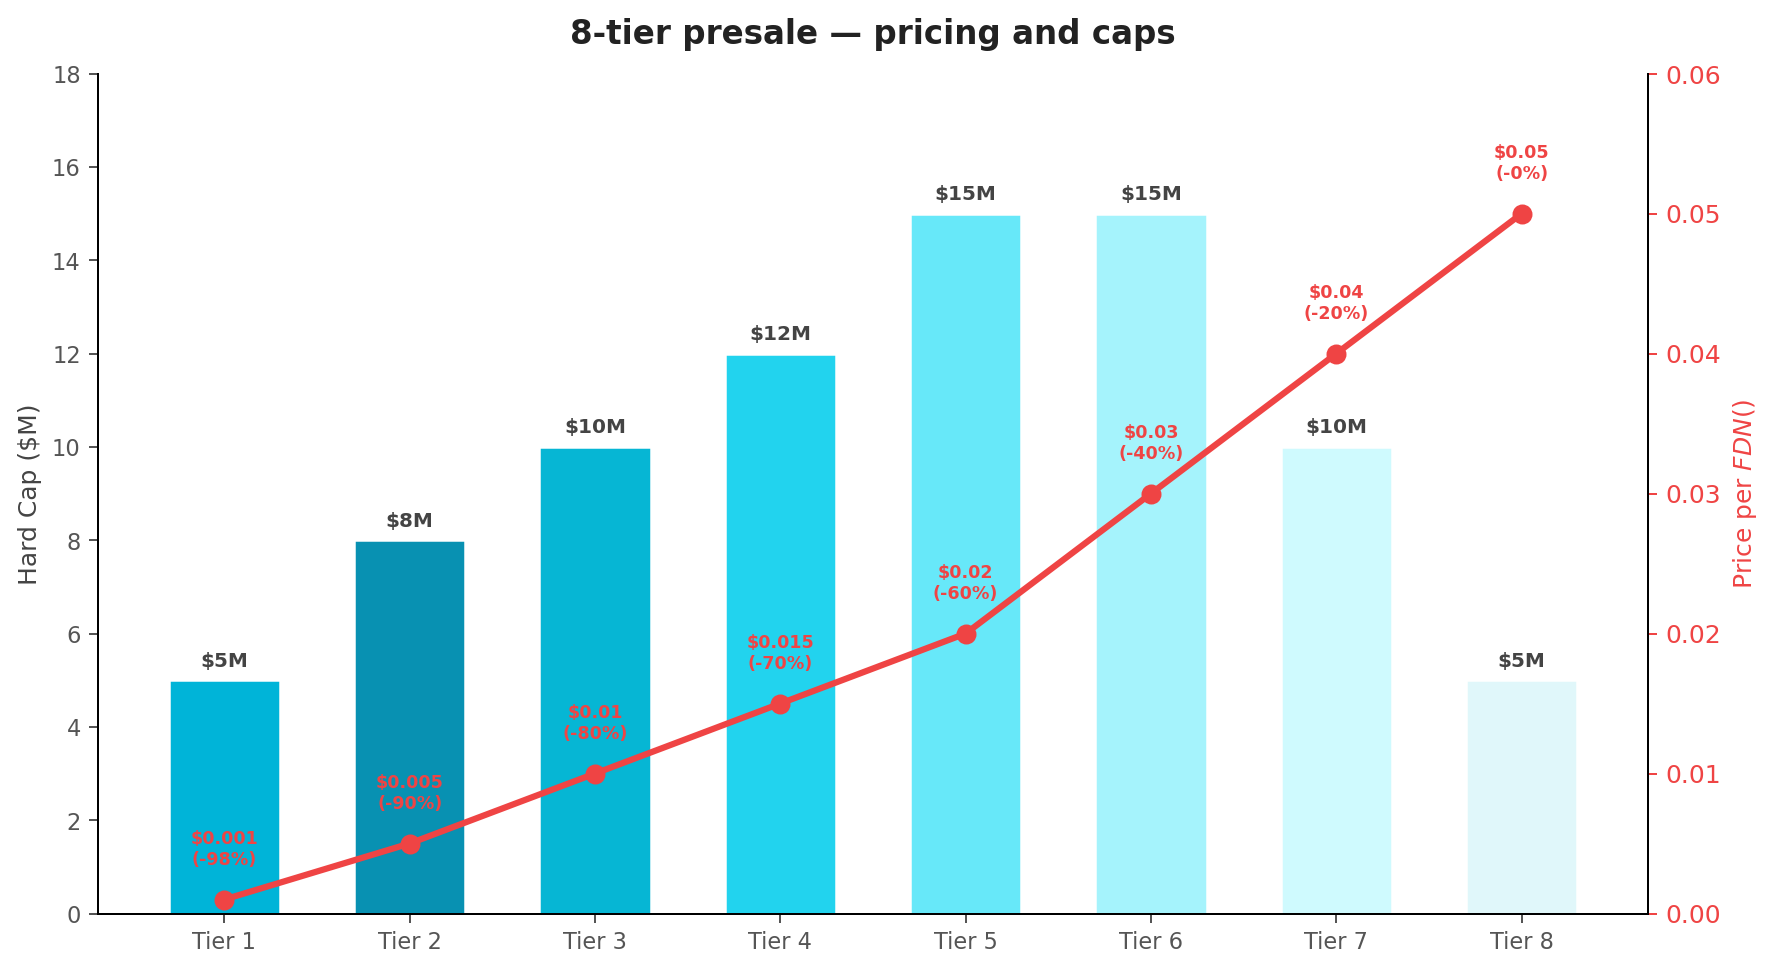 8-tier presale — pricing and caps
Hard Cap ($M)
18
16
14
12
10
8
6
4
2
0
$5M
$8M
$10M
$12M
$15M
$15M
$10M
$5M
$0.001
(-98%)
$0.005
(-90%)
$0.01
(-80%)
$0.015
(-70%)
$0.02
(-60%)
$0.03
(-40%)
$0.04
(-20%)
$0.05
(-0%)
Tier 1
Tier 2
Tier 3
Tier 4
Tier 5
Tier 6
Tier 7
Tier 8
0.06
0.05
0.04
0.03
0.02
0.01
0.00
Price per FDN()